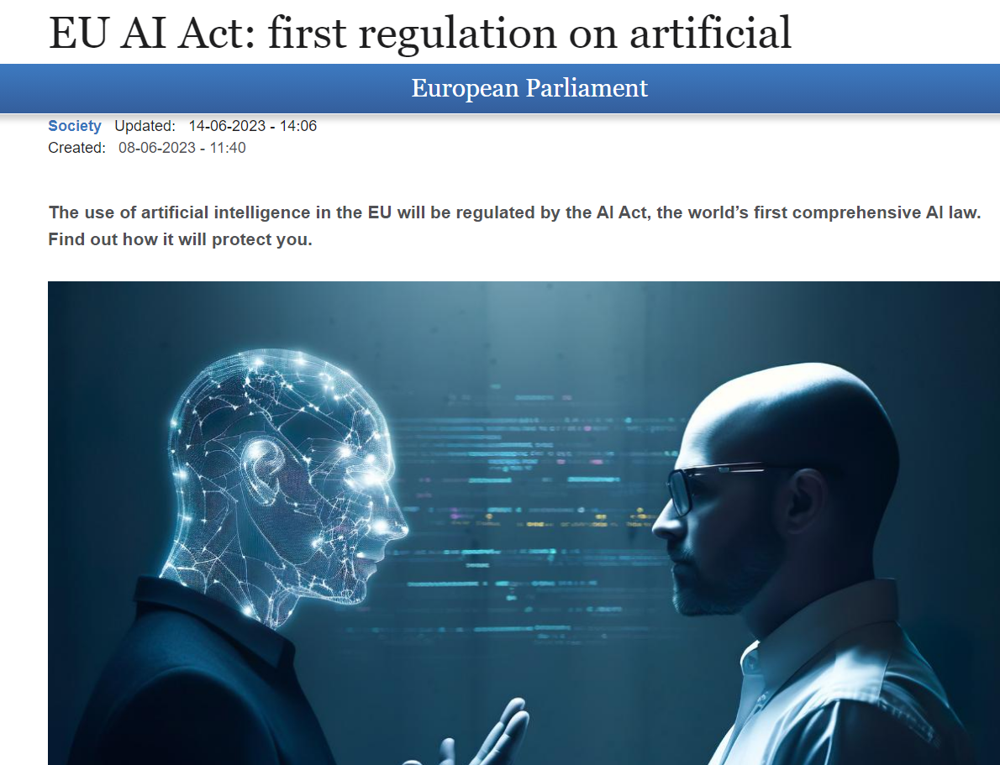 EU AI Act: first regulation on artificial
European Parliament
Society Updated: 14-06-2023 - 14:06
Created: 08-06-2023 - 11:40
The use of artificial intelligence in the EU will be regulated by the AI Act, the world’s first comprehensive AI law.
Find out how it will protect you.